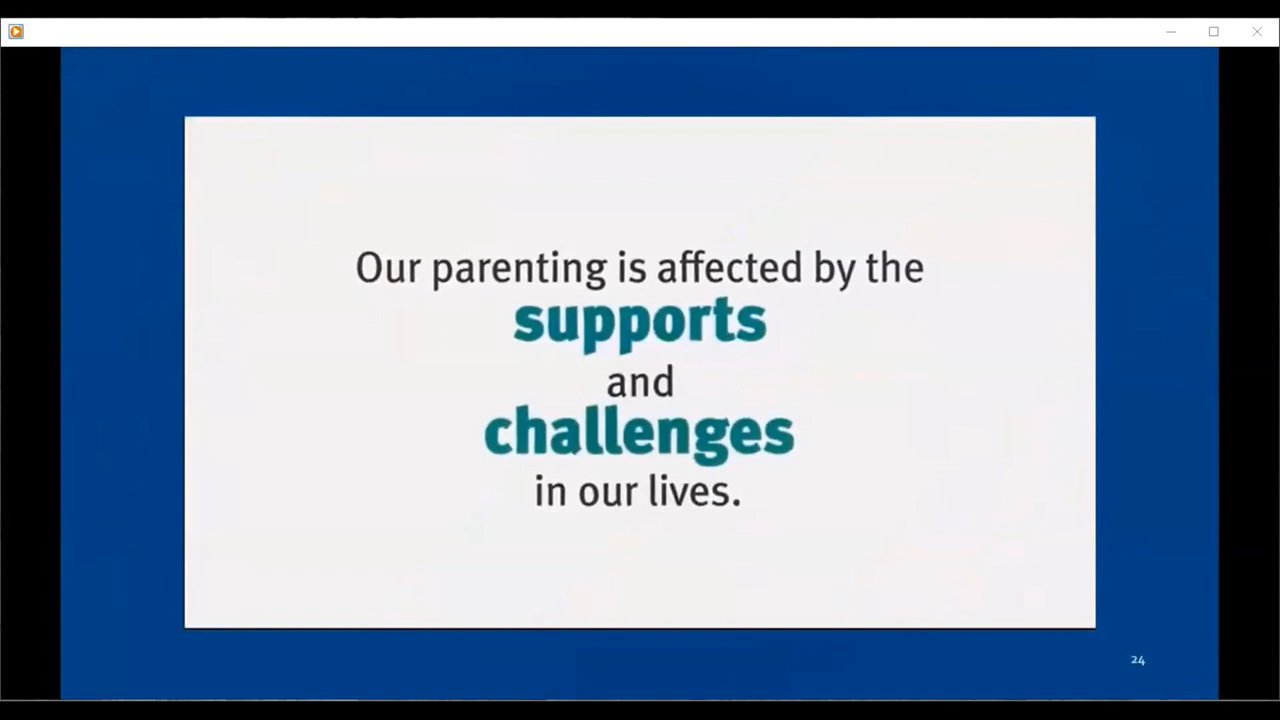 Our parenting is affected by the
supports
and
challenges
in our lives.
24